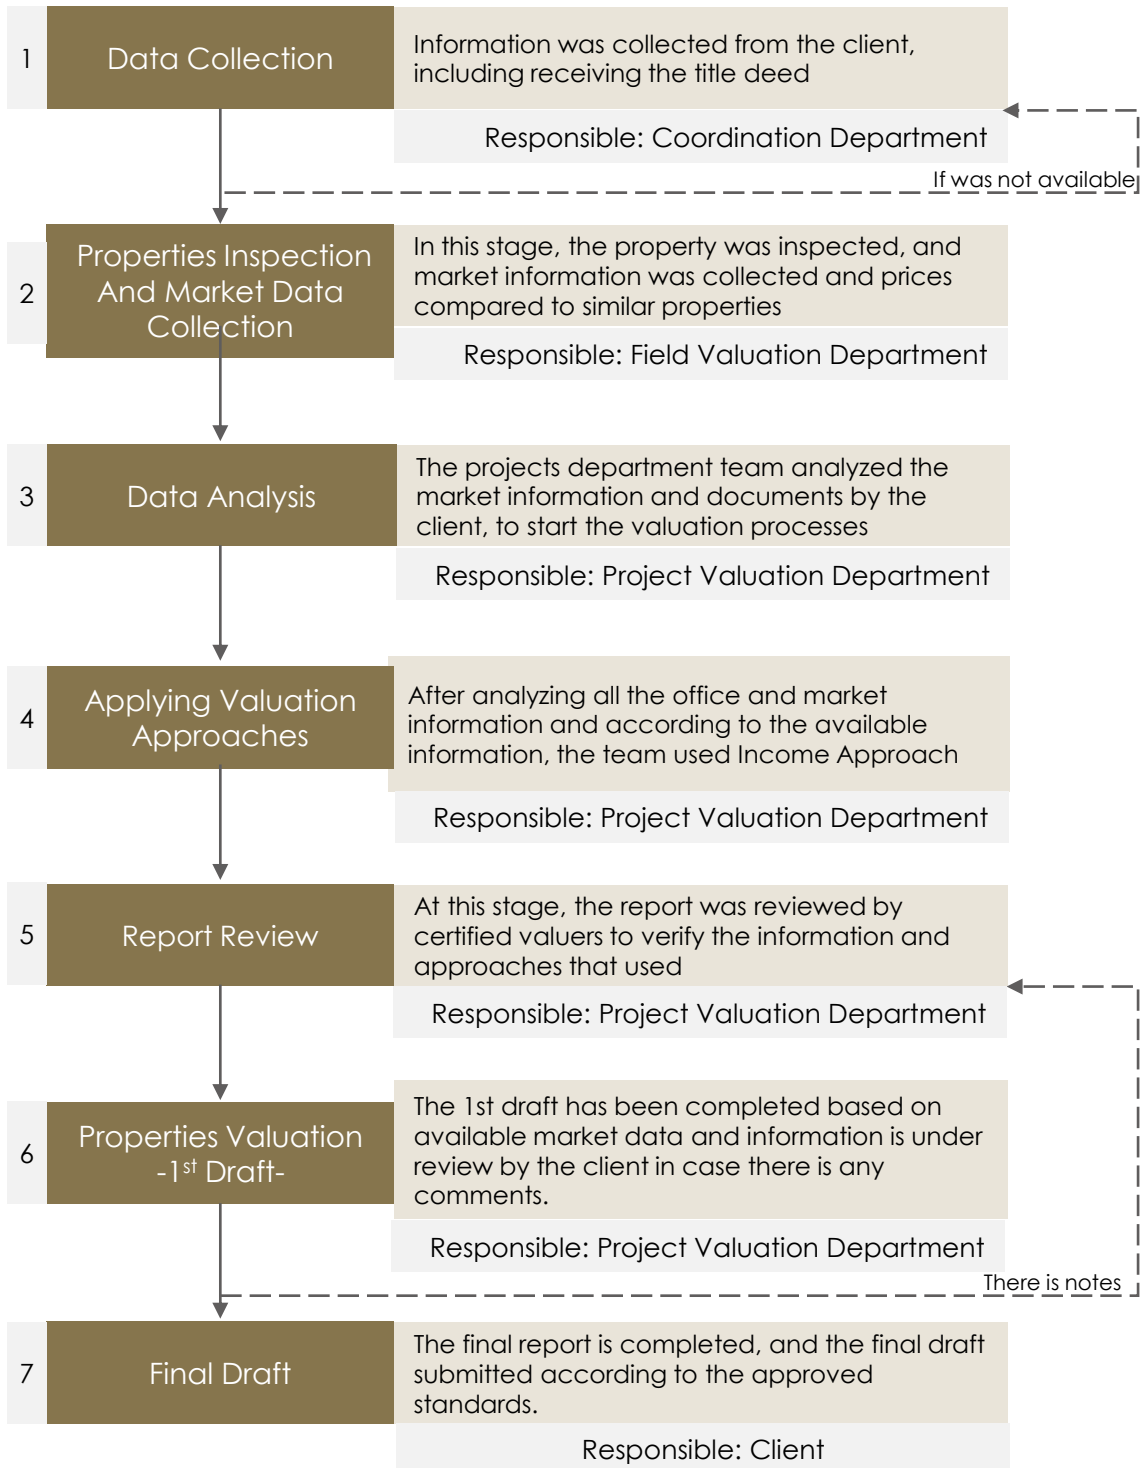 1
Data Collection
Information was collected from the client,
including receiving the title deed
Responsible: Coordination Department
If was not available
2
Properties Inspection
And Market Data
Collection
In this stage, the property was inspected, and
market information was collected and prices
compared to similar properties
Responsible: Field Valuation Department
3
Data Analysis
The projects department team analyzed the
market information and documents by the
client, to start the valuation processes
Responsible: Project Valuation Department
4
Applying Valuation
Approaches
After analyzing all the office and market
information and according to the available
information, the team used Income Approach
Responsible: Project Valuation Department
5
Report Review
At this stage, the report was reviewed by
certified valuers to verify the information and
approaches that used
Responsible: Project Valuation Department
6
Properties Valuation
-1st Draft-
The 1st draft has been completed based on
available market data and information is under
review by the client in case there is any
comments.
Responsible: Project Valuation Department
There is notes
7
Final Draft
The final report is completed, and the final draft
submitted according to the approved
standards.
Responsible: Client